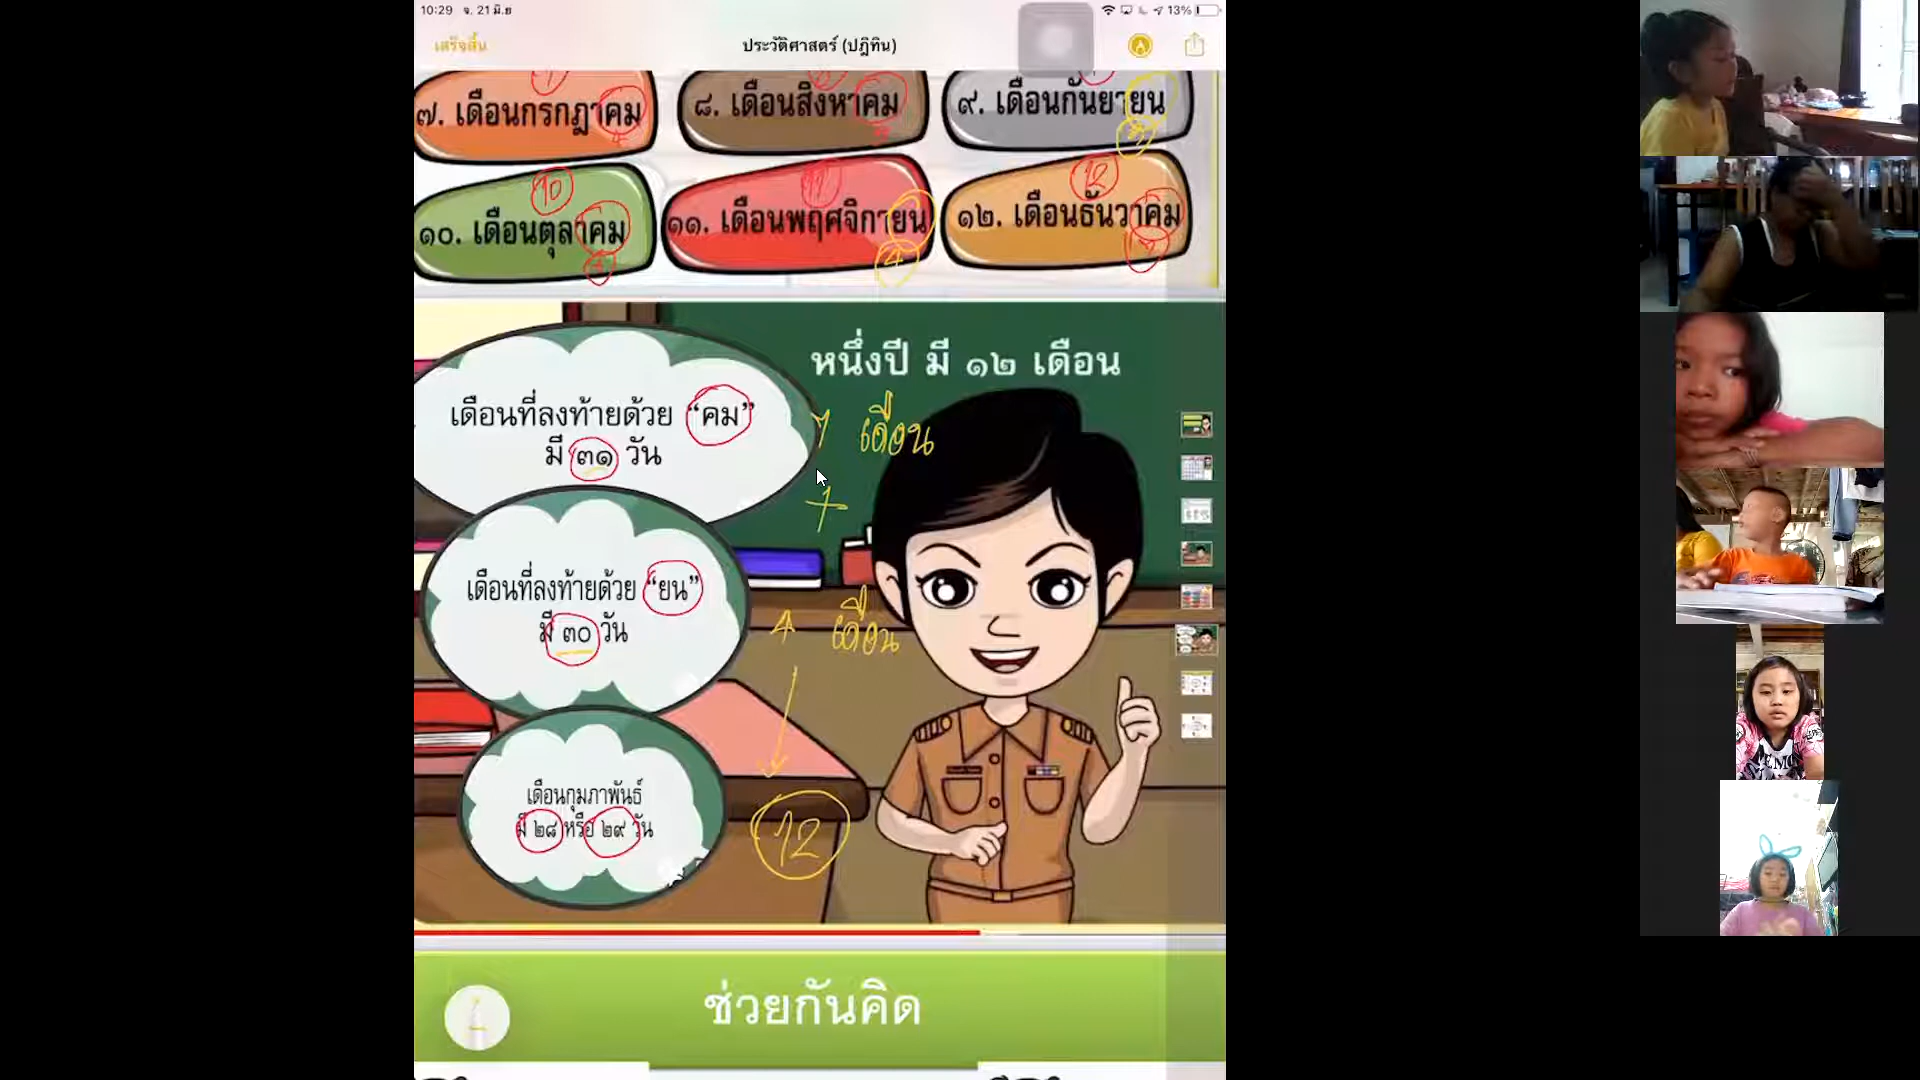 10:29 จ. 21 มิ.ย
13%
เสร็จสิ้น
ประวัติศาสตร์ (ปฎิทิน)
๗. เดือนกรกฎาคม
๘. เดือนสิงหาคม
๙. เดือนกันยายน
10
11
12
๑๐. เดือนตุลาคม
๑๑. เดือนพฤศจิกายน
๑๒. เดือนธันวาคม
4
หนึ่งปี มี ๑๒ เดือน
เดือนที่ลงท้ายด้วย “คม”
มี ๓๑ วัน
7 เดือน
+
เดือนที่ลงท้ายด้วย “ยน”
มี ๓๐ วัน
4 เดือน
เดือนกุมภาพันธ์
มี ๒๘ หรือ ๒๙ วัน
12
ช่วยกันคิด